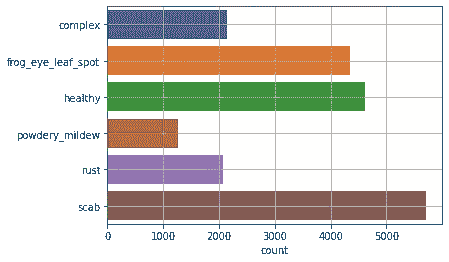 complex
frog_eye_leaf_spot
healthy
powdery_mildew
rust
scab
0 1000 2000 3000 4000 5000
count